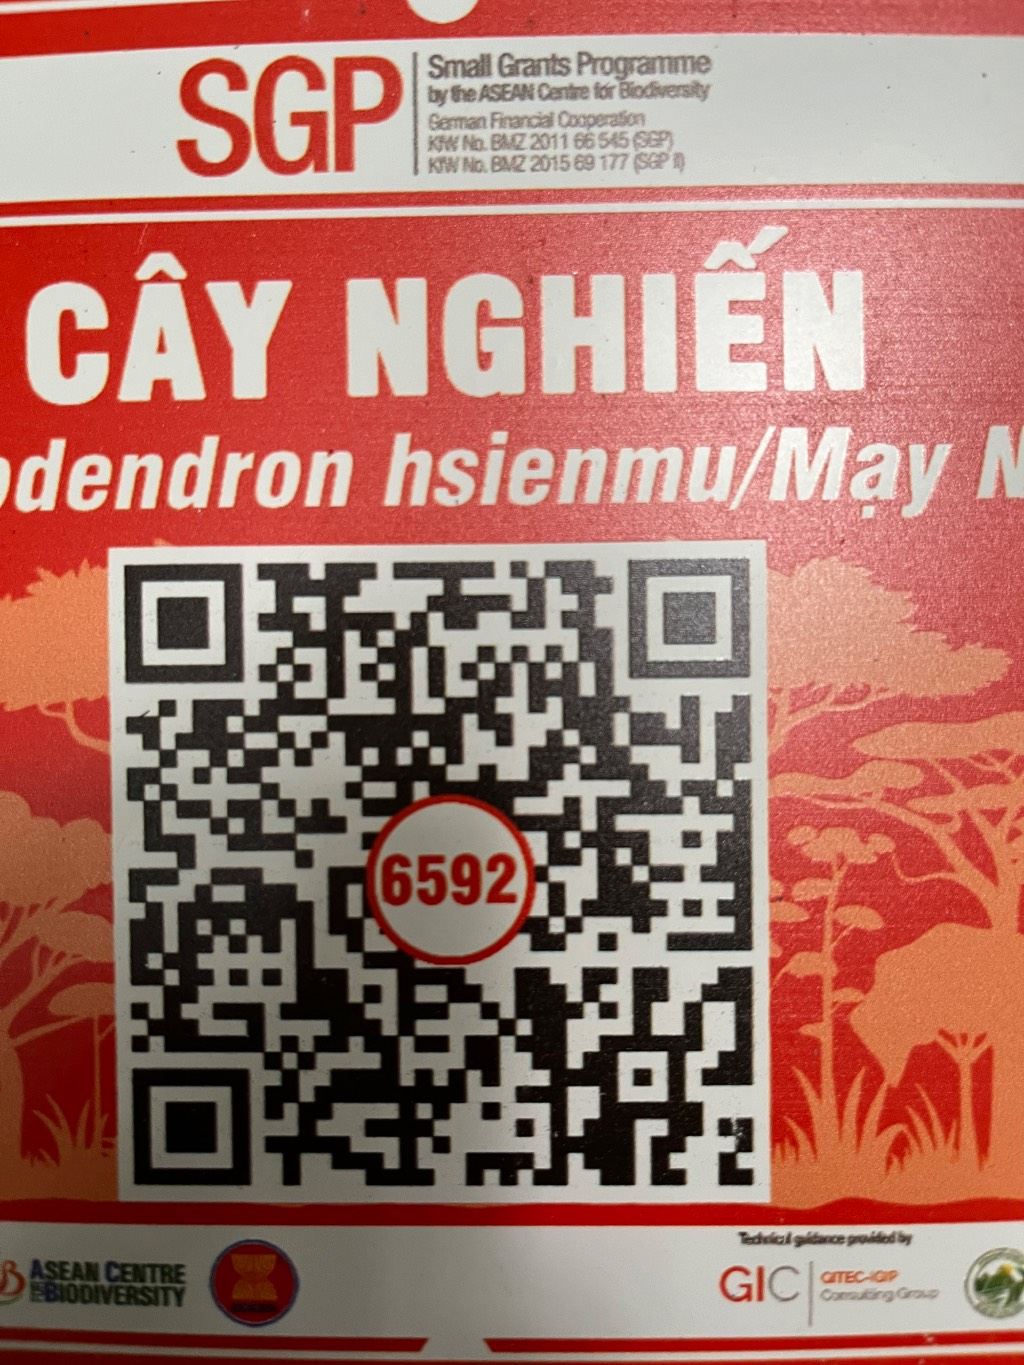 SGP
Small Grants Programme
by the ASEAN Centre for Biodiversity
German Financial Cooperation
KfW No. BMZ 2011 66 545 (SGP)
KfW No. BMZ 2015 69 177 (SGP II)
CÂY NGHIẾN
odendron hsienmu/Mạy N
6592
ASEAN CENTRE
FOR BIODIVERSITY
Technical guidance provided by
GIC
GITEC-IGIP
Consulting Group